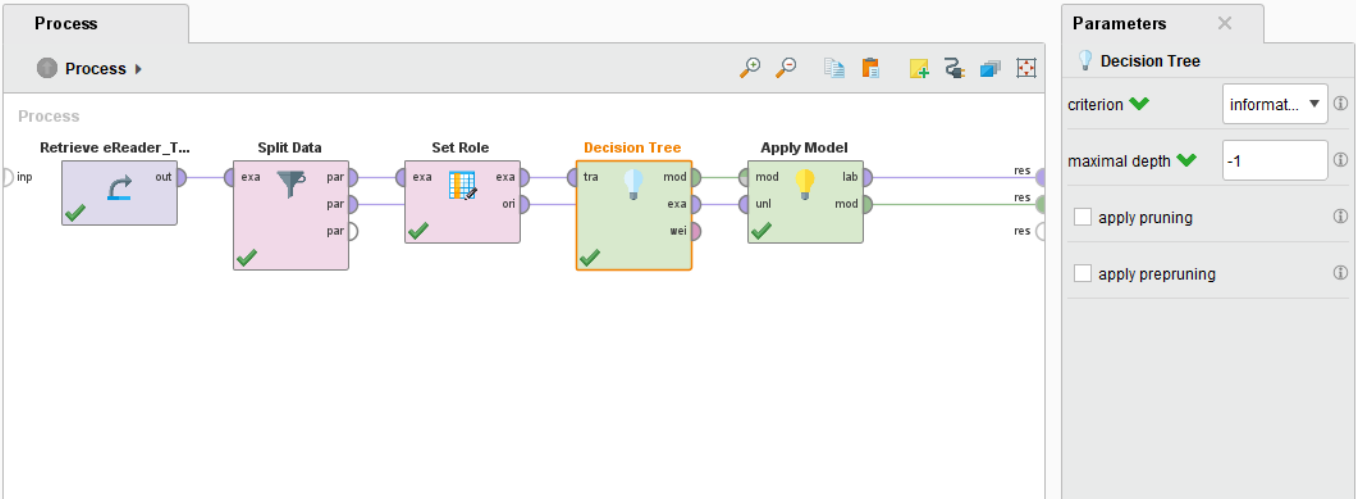 Process
Process
Process
inp
Retrieve eReader_T...
out
Split Data
exa
par
par
par
Set Role
exa
exa
ori
Decision Tree
tra
mod
exa
wei
Apply Model
mod
lab
unl
mod
res
res
res
Parameters
Decision Tree
criterion
informat...
maximal depth
-1
apply pruning
apply prepruning